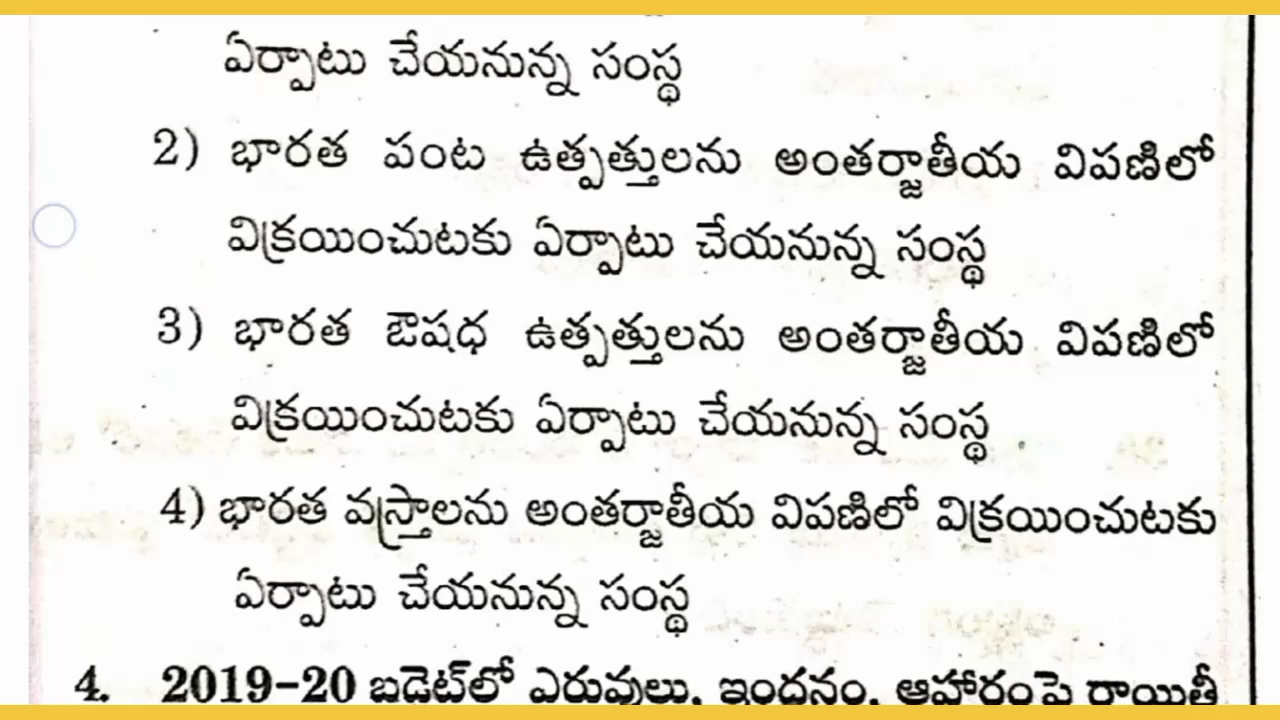 ఏర్పాటు చేయనున్న సంస్థ
2) భారత పంట ఉత్పత్తులను అంతర్జాతీయ విపణిలో
విక్రయించుటకు ఏర్పాటు చేయనున్న సంస్థ
3) భారత ఔషధ ఉత్పత్తులను అంతర్జాతీయ విపణిలో
విక్రయించుటకు ఏర్పాటు చేయనున్న సంస్థ
4) భారత వస్త్రాలను అంతర్జాతీయ విపణిలో విక్రయించుటకు
ఏర్పాటు చేయనున్న సంస్థ
4. 2019-20 బడ్జెట్‌లో ఎరువులు, ఇంధనం, ఆహారంపై రాయితీ